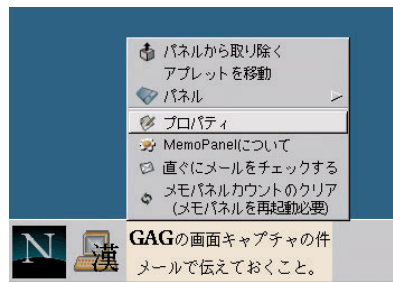 パネルから取り除く
アプレットを移動
パネル
プロパティ
MemoPanelについて
直ぐにメールをチェックする
メモパネルカウントのクリア
(メモパネルを再起動必要)
N
漢
GAGの画面キャプチャの件
メールで伝えておくこと。